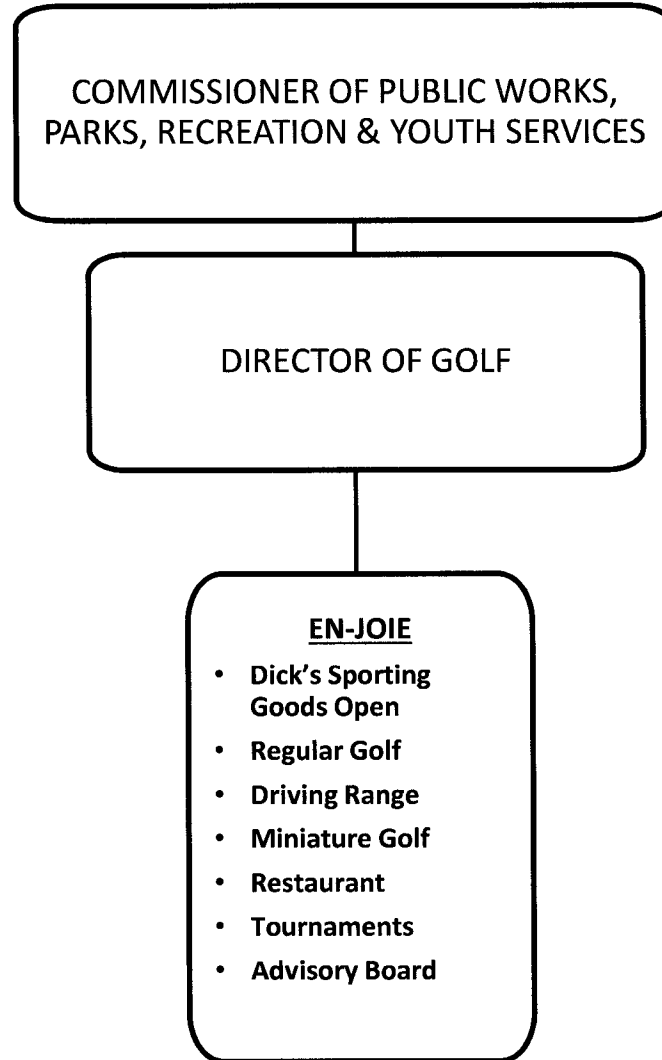 COMMISSIONER OF PUBLIC WORKS,
PARKS, RECREATION & YOUTH SERVICES
DIRECTOR OF GOLF
EN-JOIE
• Dick's Sporting
Goods Open
• Regular Golf
• Driving Range
• Miniature Golf
• Restaurant
• Tournaments
• Advisory Board